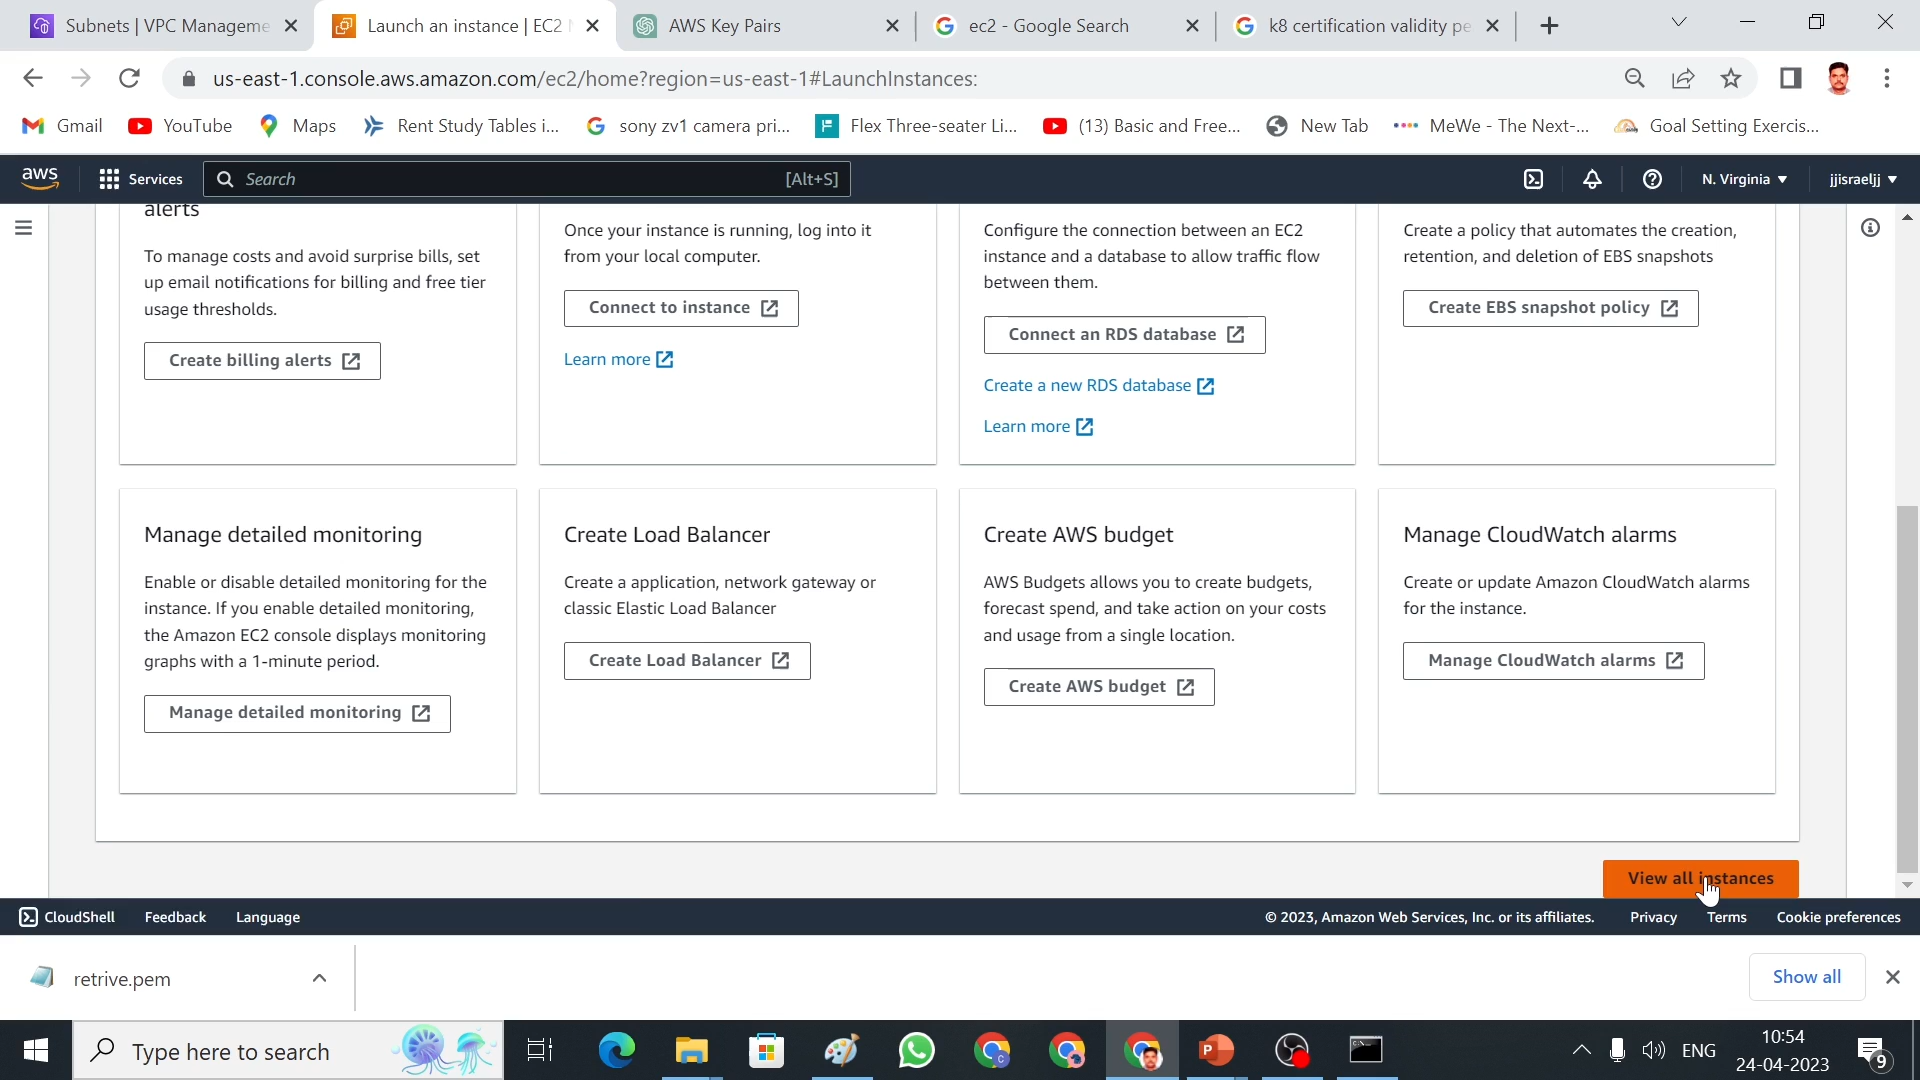 Subnets | VPC Manageme
Launch an instance | EC2
AWS Key Pairs
ec2 - Google Search
k8 certification validity pe
us-east-1.console.aws.amazon.com/ec2/home?region=us-east-1#LaunchInstances:
Gmail
YouTube
Maps
Rent Study Tables i...
sony zv1 camera pri...
Flex Three-seater Li...
(13) Basic and Free...
New Tab
MeWe - The Next-...
Goal Setting Exercis...
aws
Services
Search
[Alt+S]
N. Virginia
jjisraeljj
alerts
To manage costs and avoid surprise bills, set
up email notifications for billing and free tier
usage thresholds.
Create billing alerts
Once your instance is running, log into it
from your local computer.
Connect to instance
Learn more
Configure the connection between an EC2
instance and a database to allow traffic flow
between them.
Connect an RDS database
Create a new RDS database
Learn more
Create a policy that automates the creation,
retention, and deletion of EBS snapshots
Create EBS snapshot policy
Manage detailed monitoring
Enable or disable detailed monitoring for the
instance. If you enable detailed monitoring,
the Amazon EC2 console displays monitoring
graphs with a 1-minute period.
Manage detailed monitoring
Create Load Balancer
Create a application, network gateway or
classic Elastic Load Balancer
Create Load Balancer
Create AWS budget
AWS Budgets allows you to create budgets,
forecast spend, and take action on your costs
and usage from a single location.
Create AWS budget
Manage CloudWatch alarms
Create or update Amazon CloudWatch alarms
for the instance.
Manage CloudWatch alarms
View all instances
CloudShell
Feedback
Language
© 2023, Amazon Web Services, Inc. or its affiliates.
Privacy
Terms
Cookie preferences
retrive.pem
Show all
Type here to search
ENG
10:54
24-04-2023
9